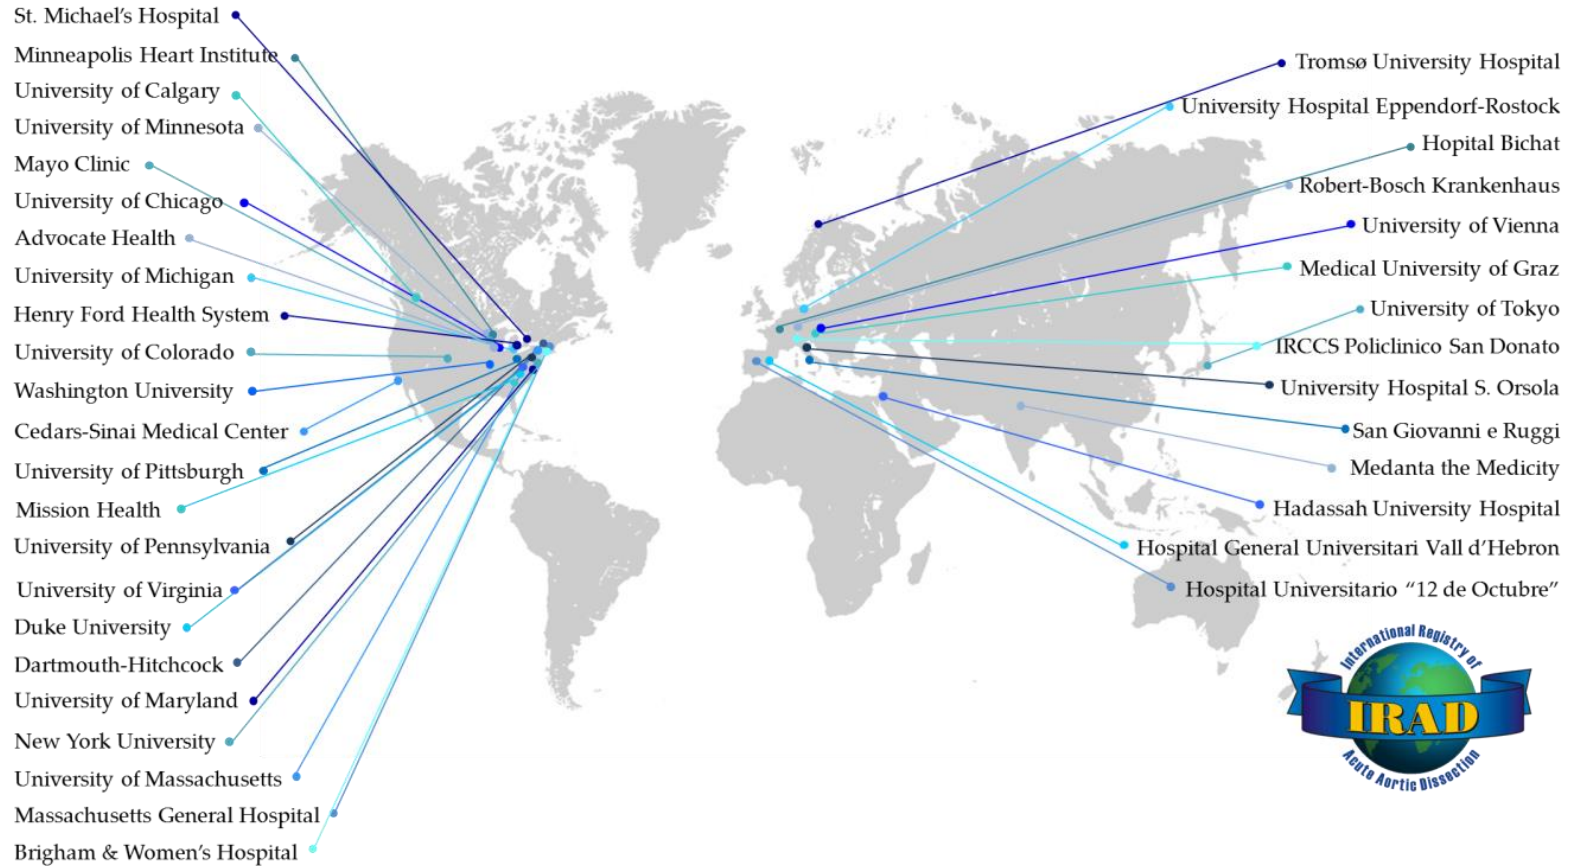 St. Michael’s Hospital
Minneapolis Heart Institute
University of Calgary
University of Minnesota
Mayo Clinic
University of Chicago
Advocate Health
University of Michigan
Henry Ford Health System
University of Colorado
Washington University
Cedars-Sinai Medical Center
University of Pittsburgh
Mission Health
University of Pennsylvania
University of Virginia
Duke University
Dartmouth-Hitchcock
University of Maryland
New York University
University of Massachusetts
Massachusetts General Hospital
Brigham & Women’s Hospital
Tromsø University Hospital
University Hospital Eppendorf-Rostock
Hopital Bichat
Robert-Bosch Krankenhaus
University of Vienna
Medical University of Graz
University of Tokyo
IRCCS Policlinico San Donato
University Hospital S. Orsola
San Giovanni e Ruggi
Medanta the Medicity
Hadassah University Hospital
Hospital General Universitari Vall d’Hebron
Hospital Universitario “12 de Octubre”
International Registry of
IRAD
Acute Aortic Dissection